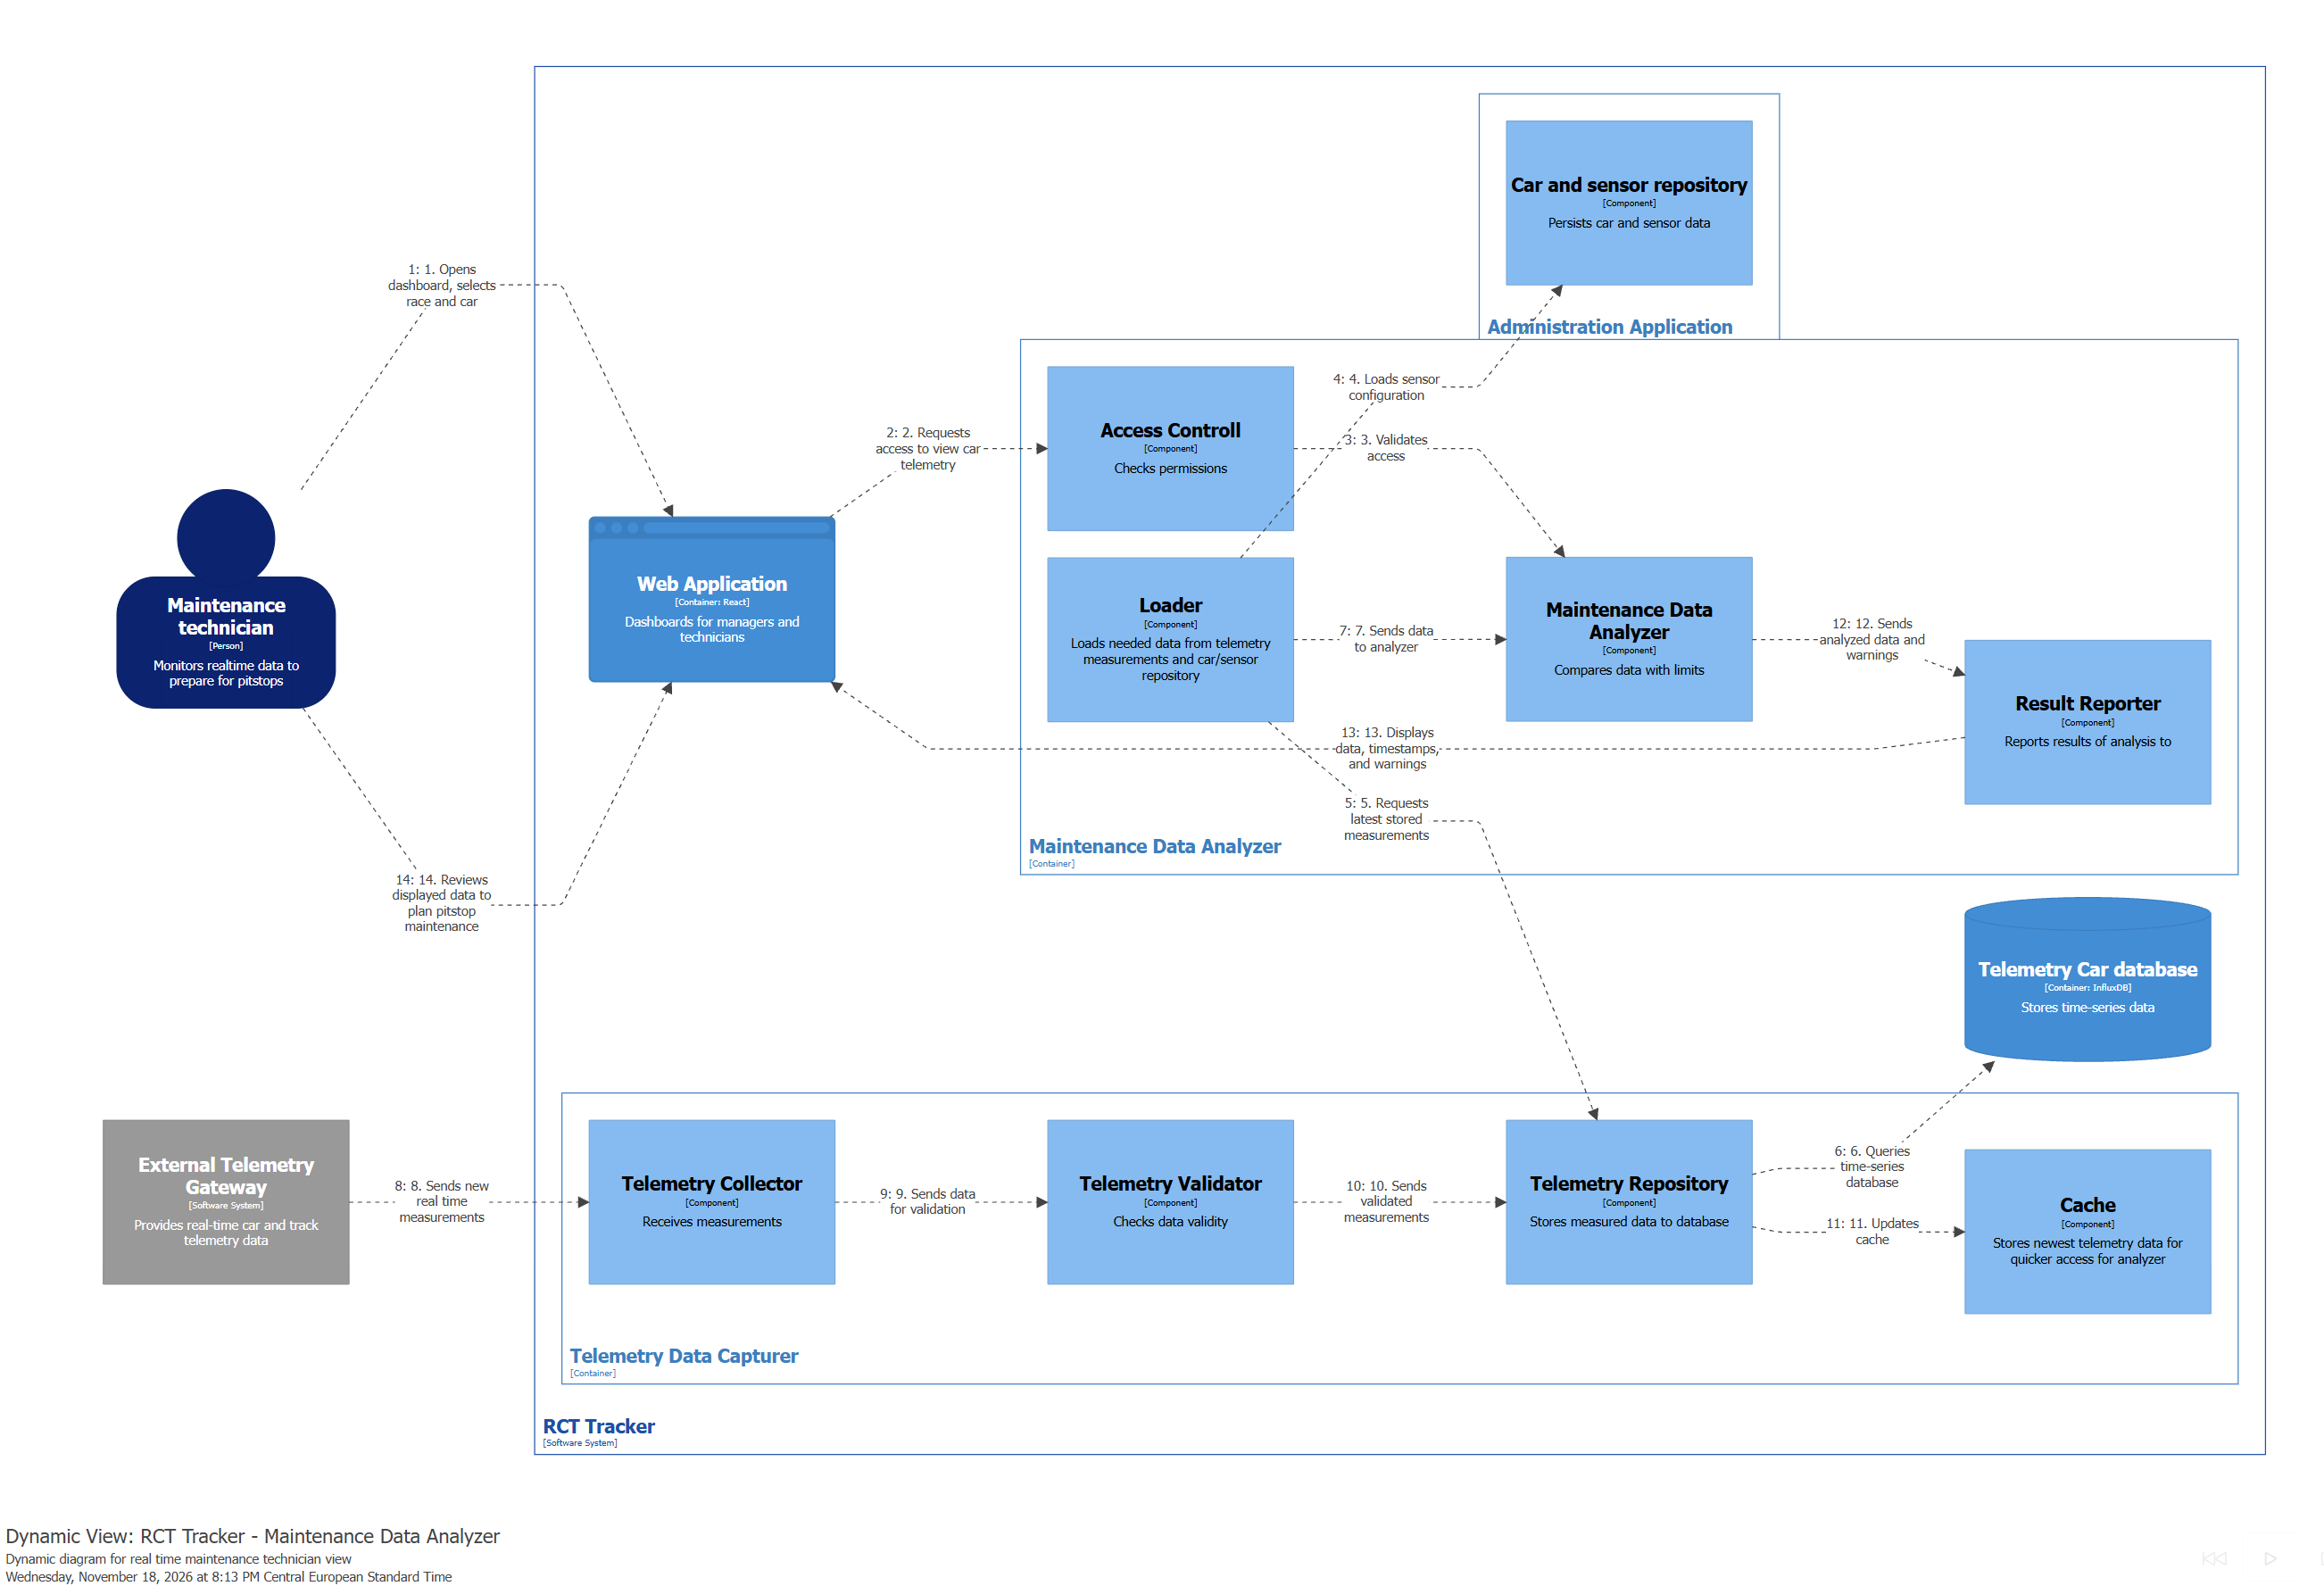 Car and sensor repository
[Component]
Persists car and sensor data
Administration Application
1: 1. Opens
dashboard, selects
race and car
4: 4. Loads sensor
configuration
2: 2. Requests
access to view car
telemetry
Access Controll
[Component]
Checks permissions
3: 3. Validates
access
Maintenance
technician
[Person]
Monitors realtime data to
prepare for pitstops
Web Application
[Container: React]
Dashboards for managers and
technicians
Loader
[Component]
Loads needed data from telemetry
measurements and car/sensor
repository
7: 7. Sends data
to analyzer
Maintenance Data
Analyzer
[Component]
Compares data with limits
12: 12. Sends
analyzed data and
warnings
Result Reporter
[Component]
Reports results of analysis to
13: 13. Displays
data, timestamps,
and warnings
5: 5. Requests
latest stored
measurements
Maintenance Data Analyzer
[Container]
14: 14. Reviews
displayed data to
plan pitstop
maintenance
Telemetry Car database
[Container: InfluxDB]
Stores time-series data
External Telemetry
Gateway
[Software System]
Provides real-time car and track
telemetry data
8: 8. Sends new
real time
measurements
Telemetry Collector
[Component]
Receives measurements
9: 9. Sends data
for validation
Telemetry Validator
[Component]
Checks data validity
10: 10. Sends
validated
measurements
Telemetry Repository
[Component]
Stores measured data to database
6: 6. Queries
time-series
database
11: 11. Updates
cache
Cache
[Component]
Stores newest telemetry data for
quicker access for analyzer
Telemetry Data Capturer
[Container]
RCT Tracker
[Software System]
Dynamic View: RCT Tracker - Maintenance Data Analyzer
Dynamic diagram for real time maintenance technician view
Wednesday, November 18, 2026 at 8:13 PM Central European Standard Time